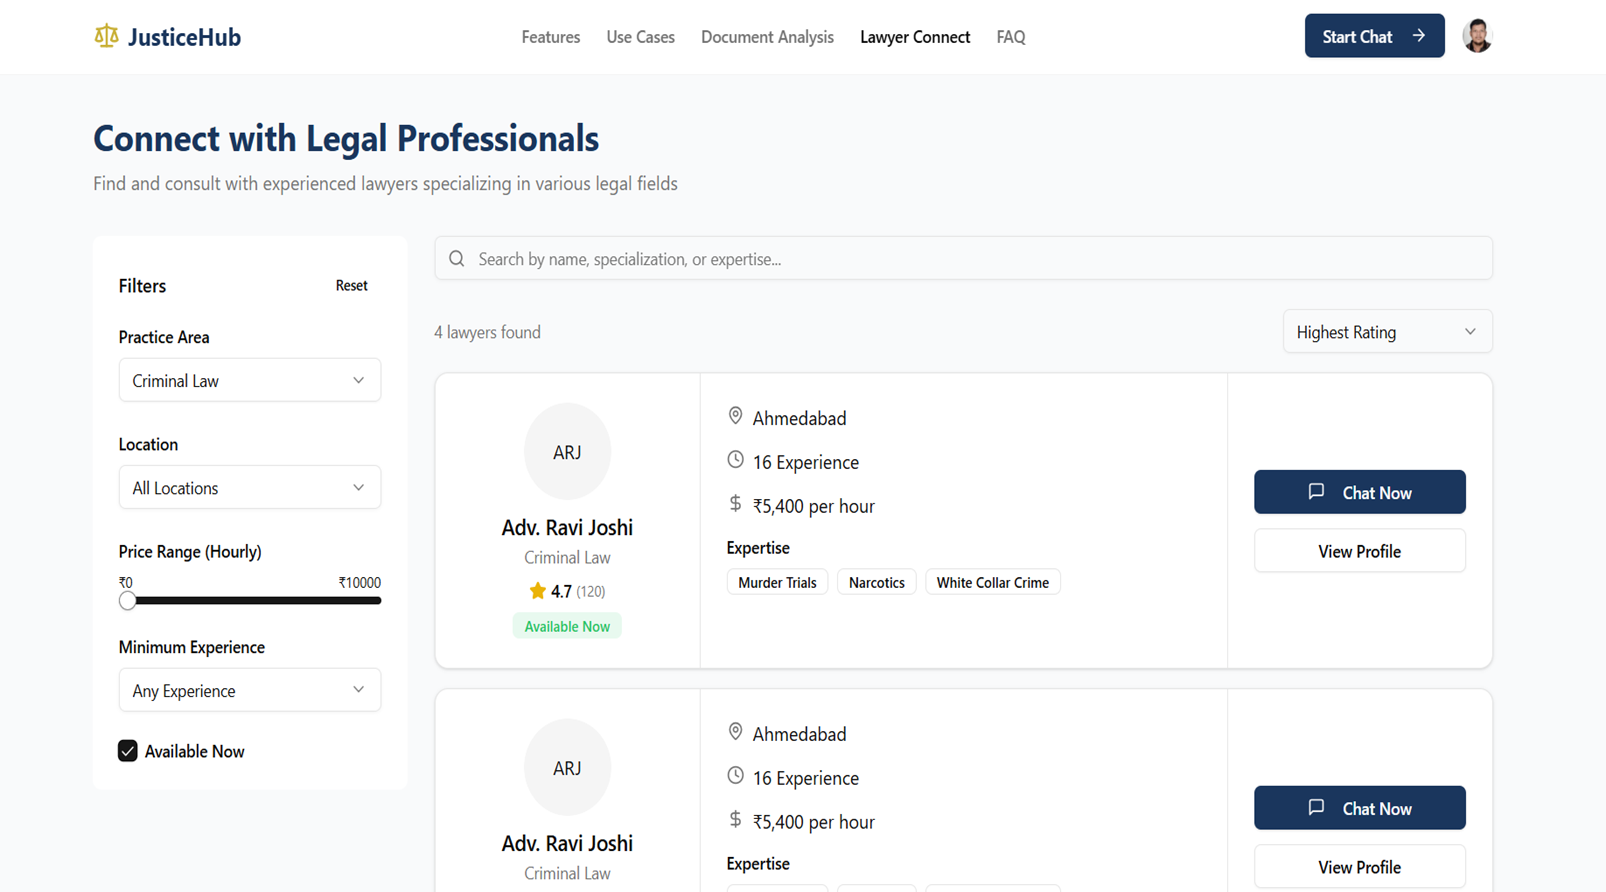 JusticeHub
Features Use Cases Document Analysis Lawyer Connect FAQ
Start Chat
Connect with Legal Professionals
Find and consult with experienced lawyers specializing in various legal fields
Filters Reset
Practice Area
Criminal Law
Location
All Locations
Price Range (Hourly)
₹0 ₹10000
Minimum Experience
Any Experience
Available Now
Search by name, specialization, or expertise...
4 lawyers found
Highest Rating
ARJ
Adv. Ravi Joshi
Criminal Law
4.7 (120)
Available Now
Ahmedabad
16 Experience
$ ₹5,400 per hour
Expertise
Murder Trials Narcotics White Collar Crime
Chat Now
View Profile
ARJ
Adv. Ravi Joshi
Criminal Law
Ahmedabad
16 Experience
$ ₹5,400 per hour
Expertise
Chat Now
View Profile